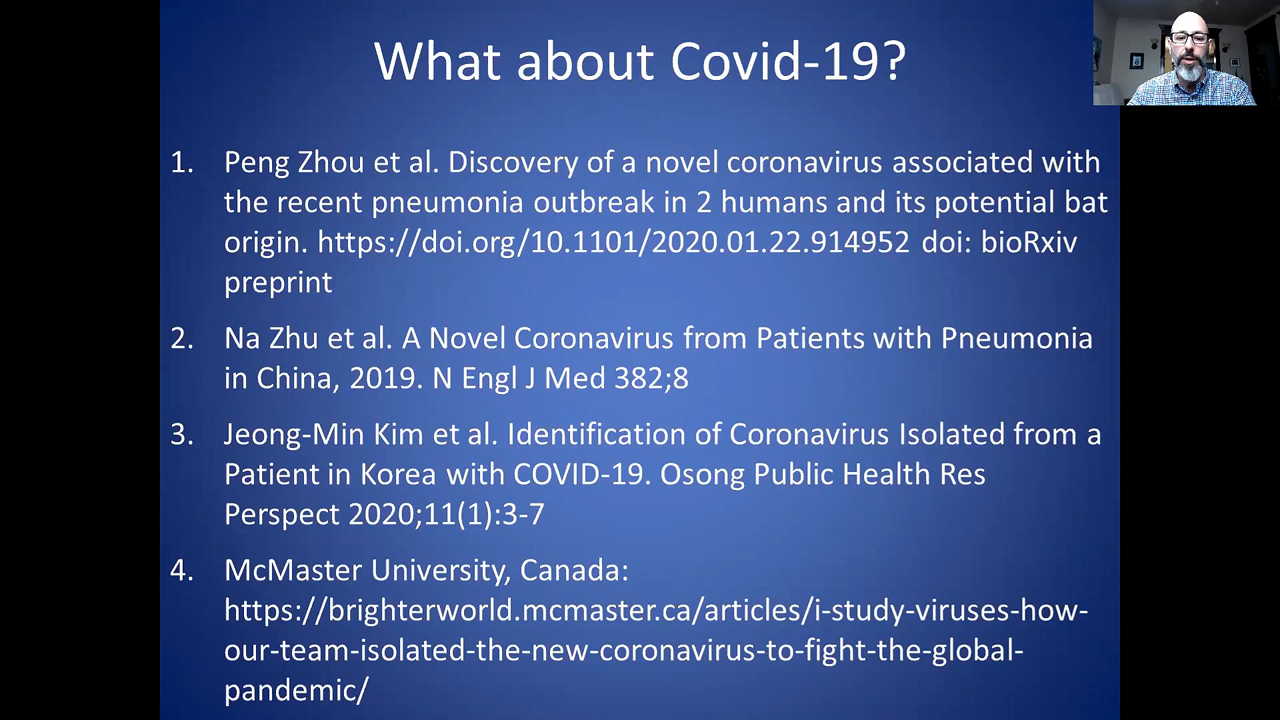 What about Covid-19?
1. Peng Zhou et al. Discovery of a novel coronavirus associated with
the recent pneumonia outbreak in 2 humans and its potential bat
origin. https://doi.org/10.1101/2020.01.22.914952 doi: bioRxiv
preprint
2. Na Zhu et al. A Novel Coronavirus from Patients with Pneumonia
in China, 2019. N Engl J Med 382;8
3. Jeong-Min Kim et al. Identification of Coronavirus Isolated from a
Patient in Korea with COVID-19. Osong Public Health Res
Perspect 2020;11(1):3-7
4. McMaster University, Canada:
https://brighterworld.mcmaster.ca/articles/i-study-viruses-how-
our-team-isolated-the-new-coronavirus-to-fight-the-global-
pandemic/